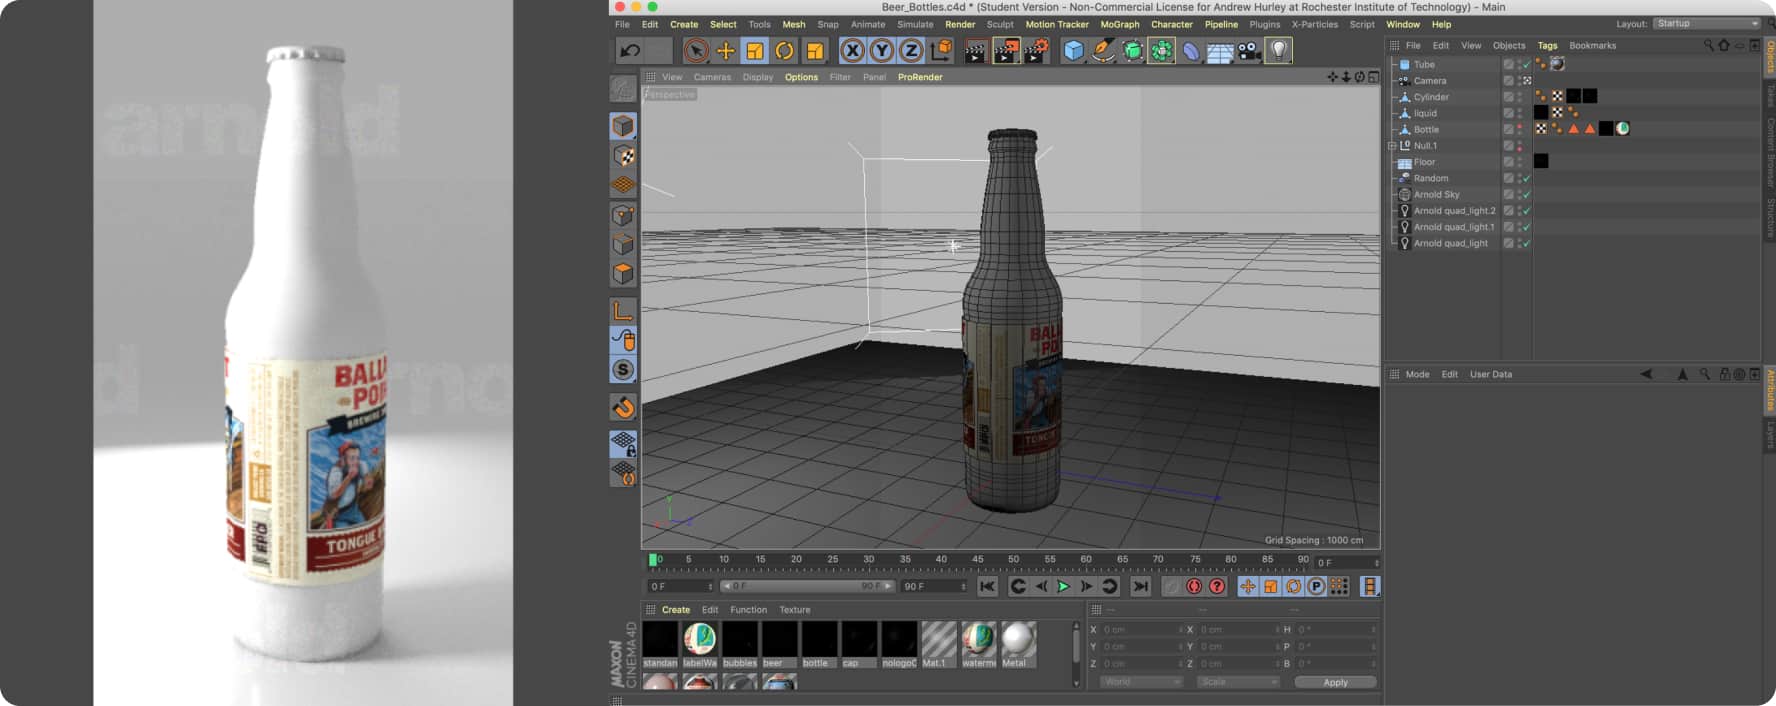 Beer_Bottles.c4d * (Student Version - Non-Commercial License for Andrew Hurley at Rochester Institute of Technology) - Main
File Edit Create Select Tools Mesh Snap Animate Simulate Render Sculpt Motion Tracker MoGraph Character Pipeline Plugins X-Particles Script Window Help
Layout: Startup
X Y Z
File Edit View Objects Tags Bookmarks
View Cameras Display Options Filter Panel ProRender
Perspective
Tube
Camera
Cylinder
liquid
Bottle
Null.1
Floor
Random
Arnold Sky
Arnold quad_light.2
Arnold quad_light.1
Arnold quad_light
Objects
Takes
Content Browser
Structure
Mode Edit User Data
Attributes
Layers
arnold
BALLA
PO
BREWING
TONGUE
FPO
BALL
PO
TONGU
S
Y
Z
Grid Spacing : 1000 cm
0 5 10 15 20 25 30 35 40 45 50 55 60 65 70 75 80 85 90 0 F
0 F 0 F 90 F 90 F
P
Create Edit Function Texture
standar labelWa bubbles beer bottle cap nologoC Mat.1 waterm Metal
MAXON
CINEMA 4D
-- -- --
X 0 cm X 0 cm H 0 °
Y 0 cm Y 0 cm P 0 °
Z 0 cm Z 0 cm B 0 °
World Scale Apply